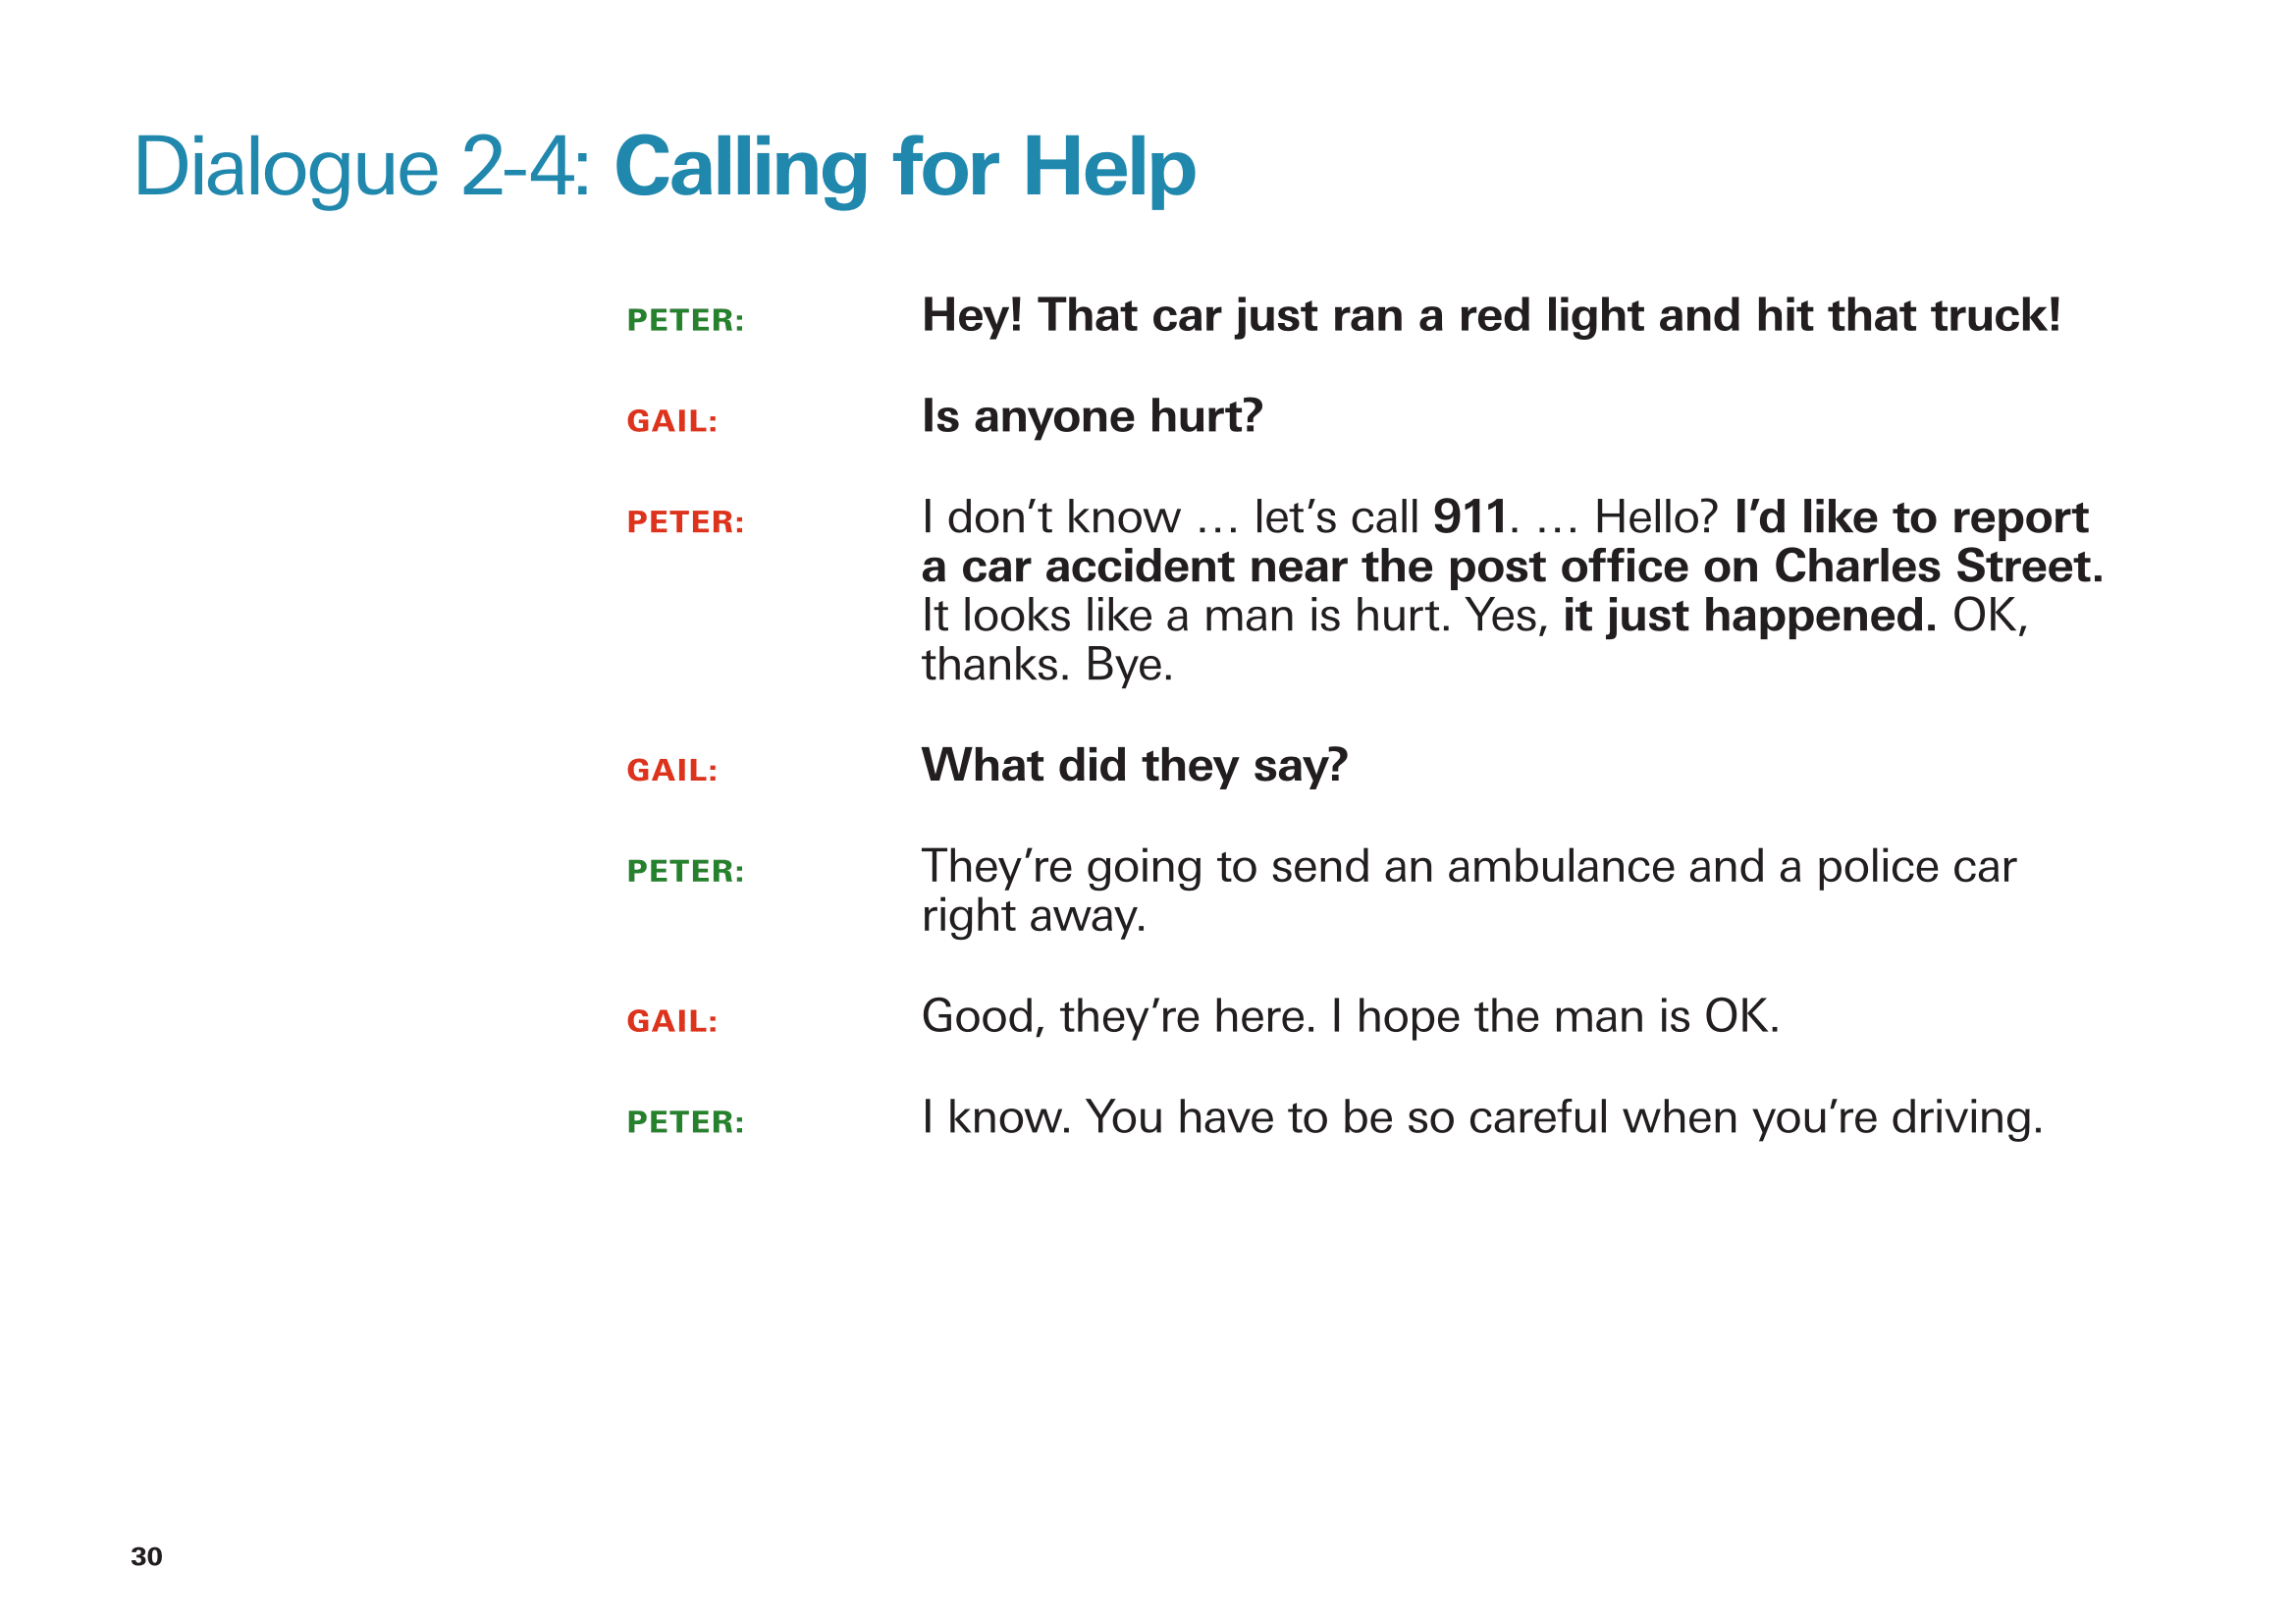 Dialogue 2-4: Calling for Help
PETER: Hey! That car just ran a red light and hit that truck!
GAIL: Is anyone hurt?
PETER: I don’t know … let’s call 911. … Hello? I’d like to report
a car accident near the post office on Charles Street.
It looks like a man is hurt. Yes, it just happened. OK,
thanks. Bye.
GAIL: What did they say?
PETER: They’re going to send an ambulance and a police car
right away.
GAIL: Good, they’re here. I hope the man is OK.
PETER: I know. You have to be so careful when you’re driving.
30